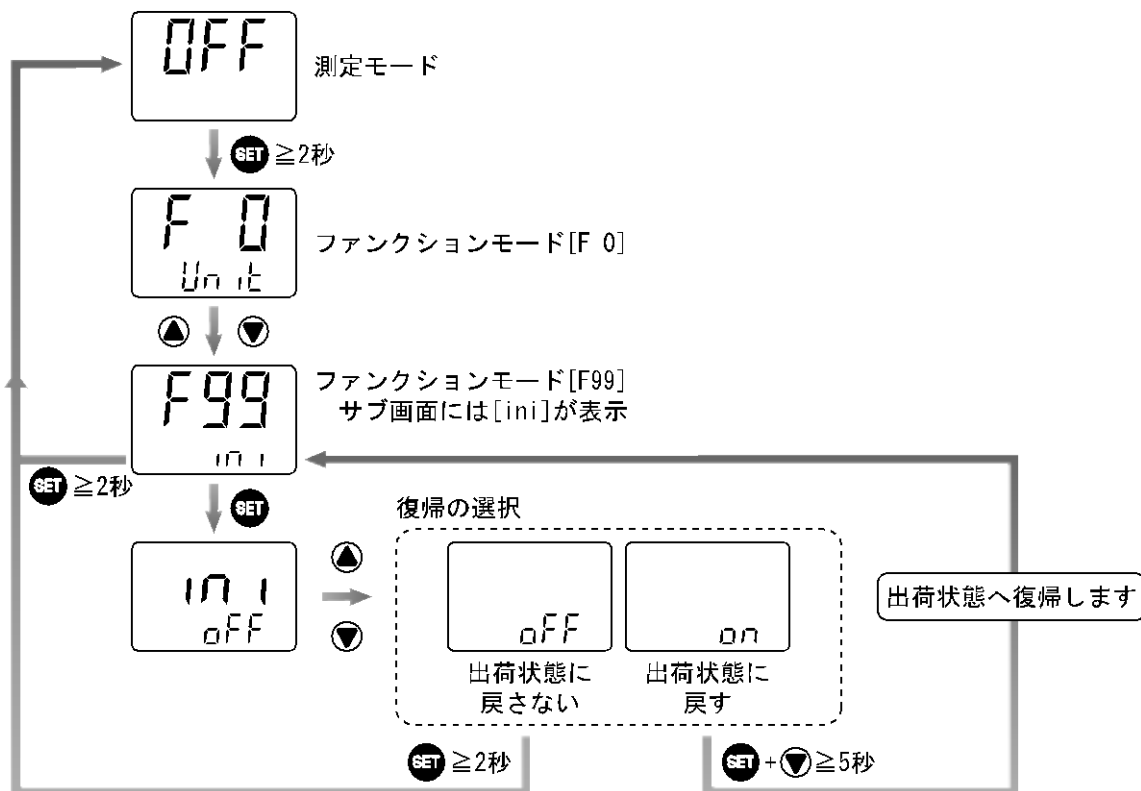 OFF
測定モード
SET ≧2秒
F 0
Unit
ファンクションモード[F 0]
F99
ini
ファンクションモード[F99]
サブ画面には[ini]が表示
SET ≧2秒
SET
復帰の選択
ini
oFF
oFF
on
出荷状態へ復帰します
出荷状態に
戻さない
出荷状態に
戻す
SET ≧2秒
SET + ▼ ≧5秒